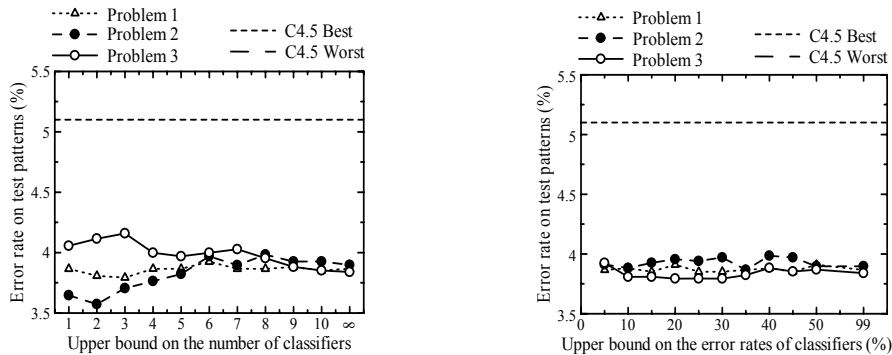 Problem 1
Problem 2
Problem 3
C4.5 Best
C4.5 Worst
5.5
5
4.5
4
3.5
Error rate on test patterns (%)
1 2 3 4 5 6 7 8 9 10 ∞
Upper bound on the number of classifiers
Problem 1
Problem 2
Problem 3
C4.5 Best
C4.5 Worst
5.5
5
4.5
4
3.5
Error rate on test patterns (%)
0 10 20 30 40 50 99
Upper bound on the error rates of classifiers (%)